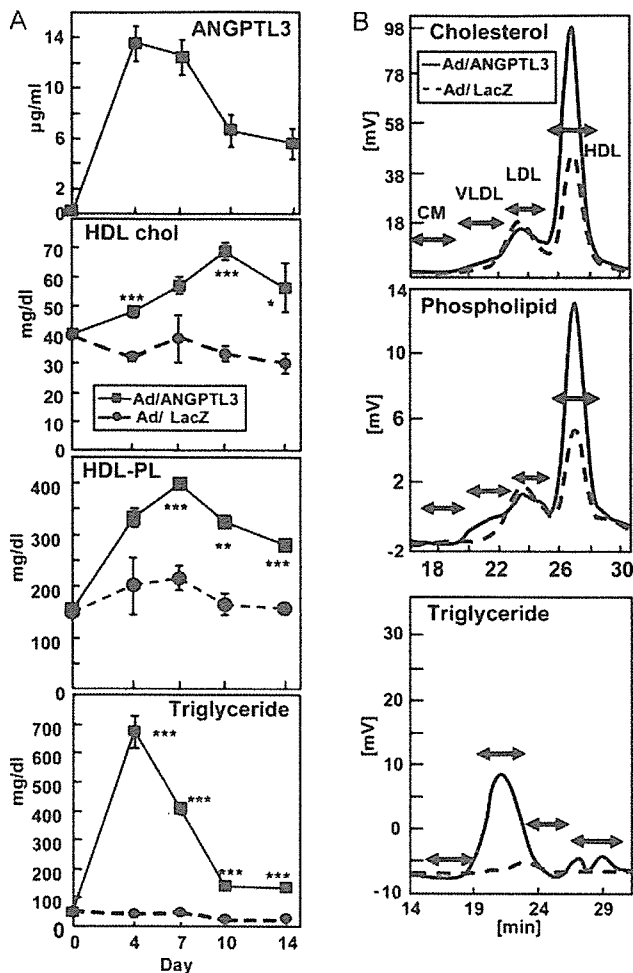 A
ANGPTL3
14
12
10
6
2
0
µg/ml
HDL chol
70
60
50
40
30
20
10
0
mg/dl
***
***
*
Ad/ANGPTL3
Ad/ LacZ
HDL-PL
400
300
200
100
0
mg/dl
***
**
***
Triglyceride
700
600
500
400
300
200
100
0
mg/dl
***
***
***
***
0 4 7 10 14
Day
B
Cholesterol
Ad/ANGPTL3
Ad/ LacZ
98
78
58
38
18
[mV]
CM
VLDL
LDL
HDL
18 22 26 30
Phospholipid
14
10
6
2
-2
[mV]
18 22 26 30
Triglyceride
30
20
10
0
-10
[mV]
14 19 24 29
[min]